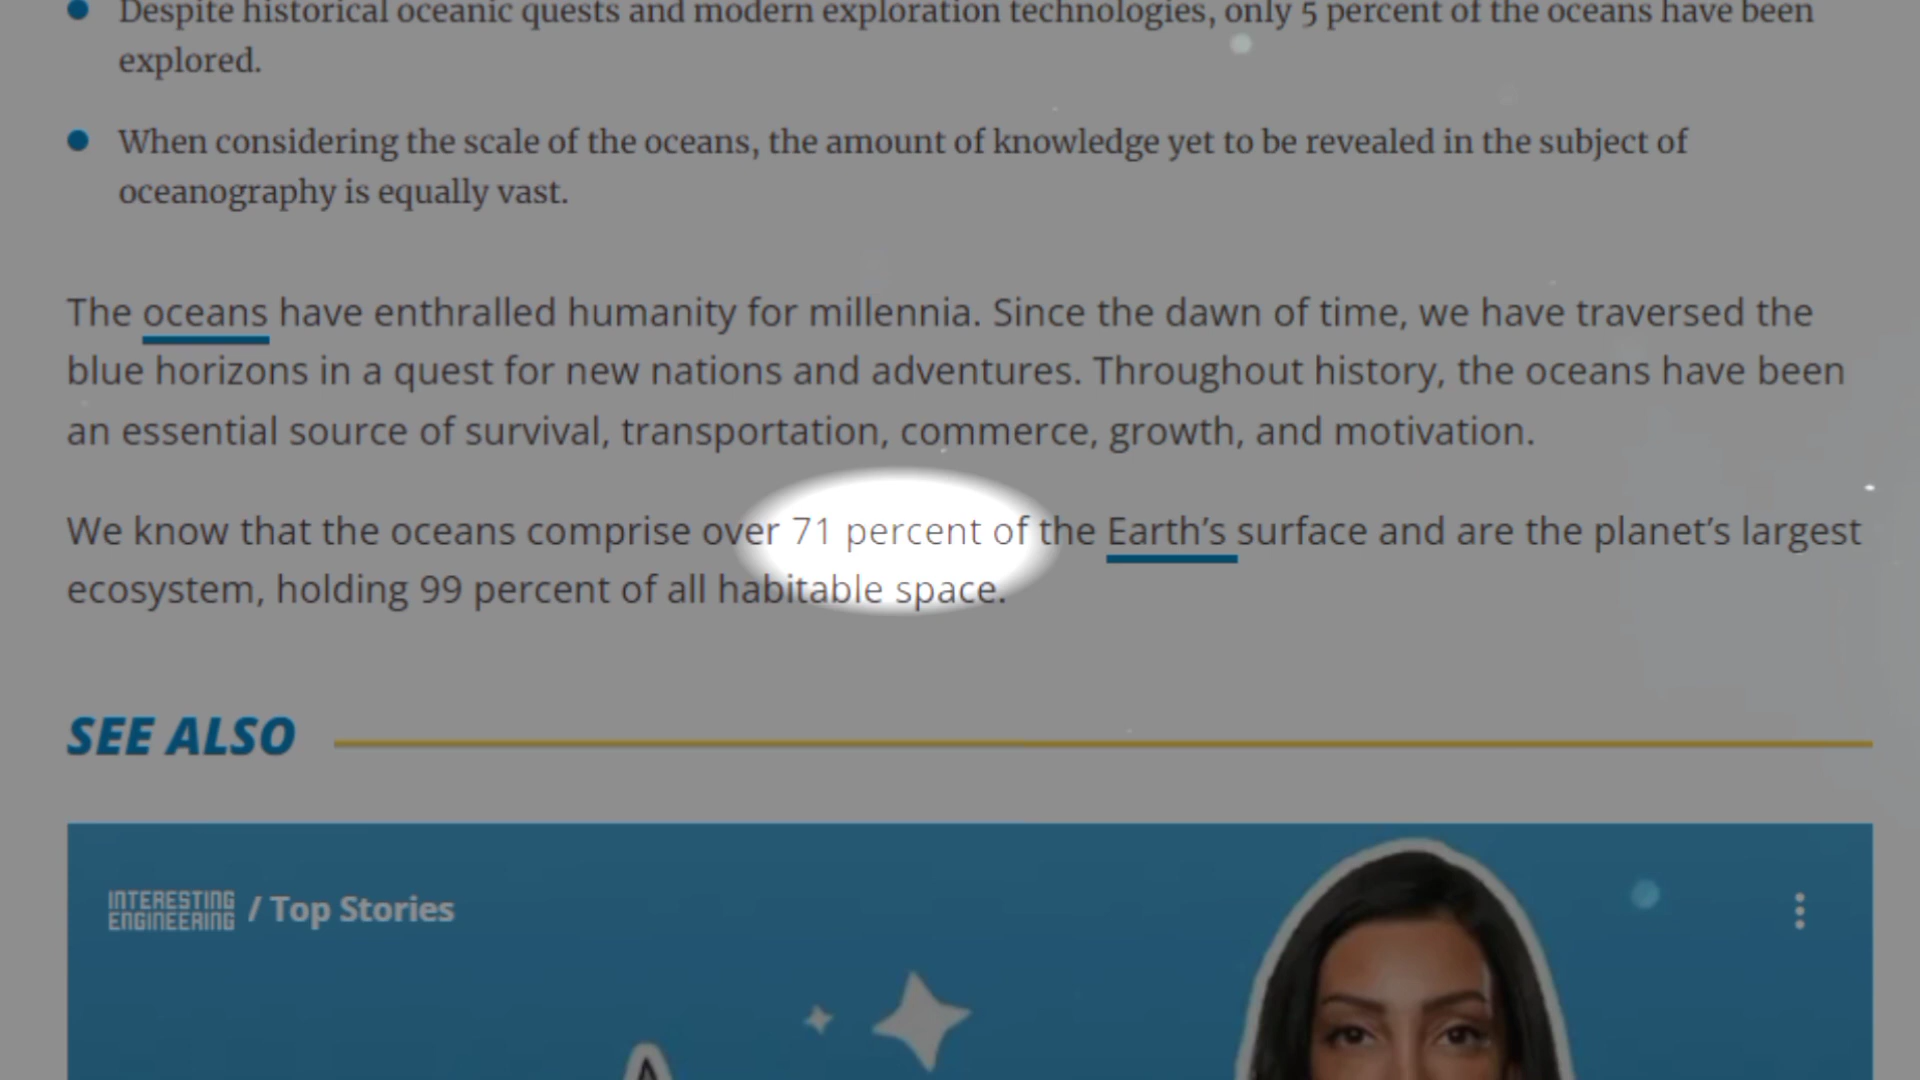 Despite historical oceanic quests and modern exploration technologies, only 5 percent of the oceans have been
explored.
When considering the scale of the oceans, the amount of knowledge yet to be revealed in the subject of
oceanography is equally vast.
The oceans have enthralled humanity for millennia. Since the dawn of time, we have traversed the
blue horizons in a quest for new nations and adventures. Throughout history, the oceans have been
an essential source of survival, transportation, commerce, growth, and motivation.
We know that the oceans comprise over 71 percent of the Earth’s surface and are the planet’s largest
ecosystem, holding 99 percent of all habitable space.
SEE ALSO
INTERESTING
ENGINEERING / Top Stories